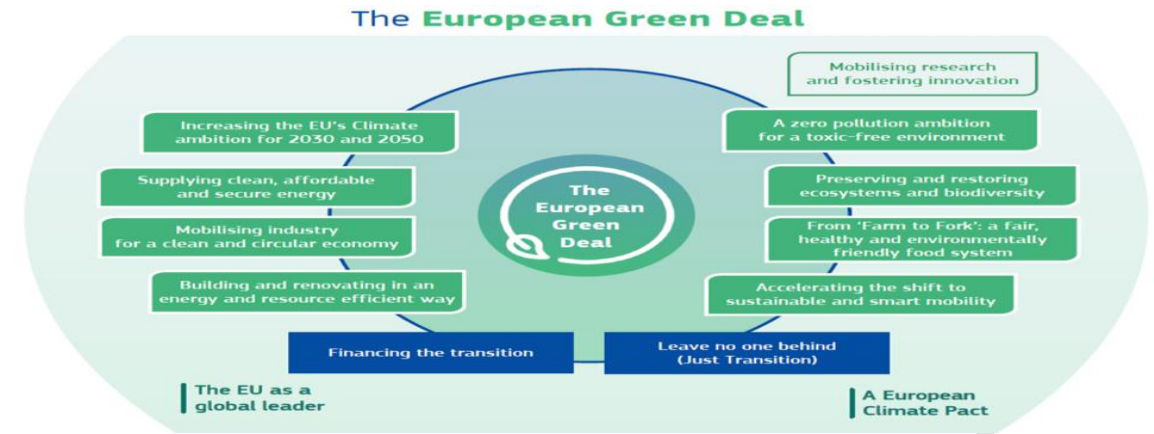 The European Green Deal
Mobilising research
and fostering innovation
Increasing the EU's Climate
ambition for 2030 and 2050
A zero pollution ambition
for a toxic-free environment
Supplying clean, affordable
and secure energy
Preserving and restoring
ecosystems and biodiversity
The
European
Green
Deal
Mobilising industry
for a clean and circular economy
From 'Farm to Fork': a fair,
healthy and environmentally
friendly food system
Building and renovating in an
energy and resource efficient way
Accelerating the shift to
sustainable and smart mobility
Financing the transition
Leave no one behind
(Just Transition)
The EU as a
global leader
A European
Climate Pact